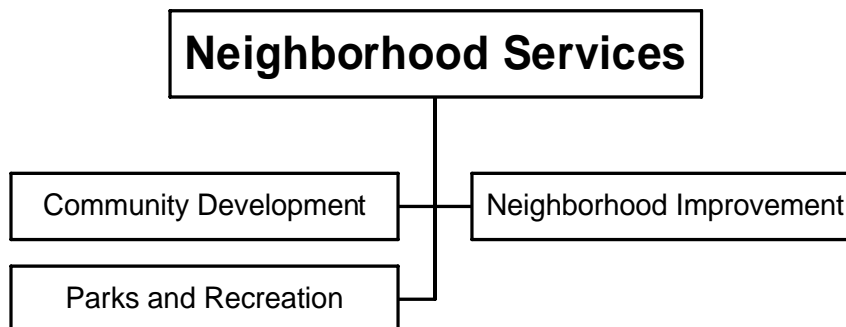 Neighborhood Services
Community Development
Neighborhood Improvement
Parks and Recreation